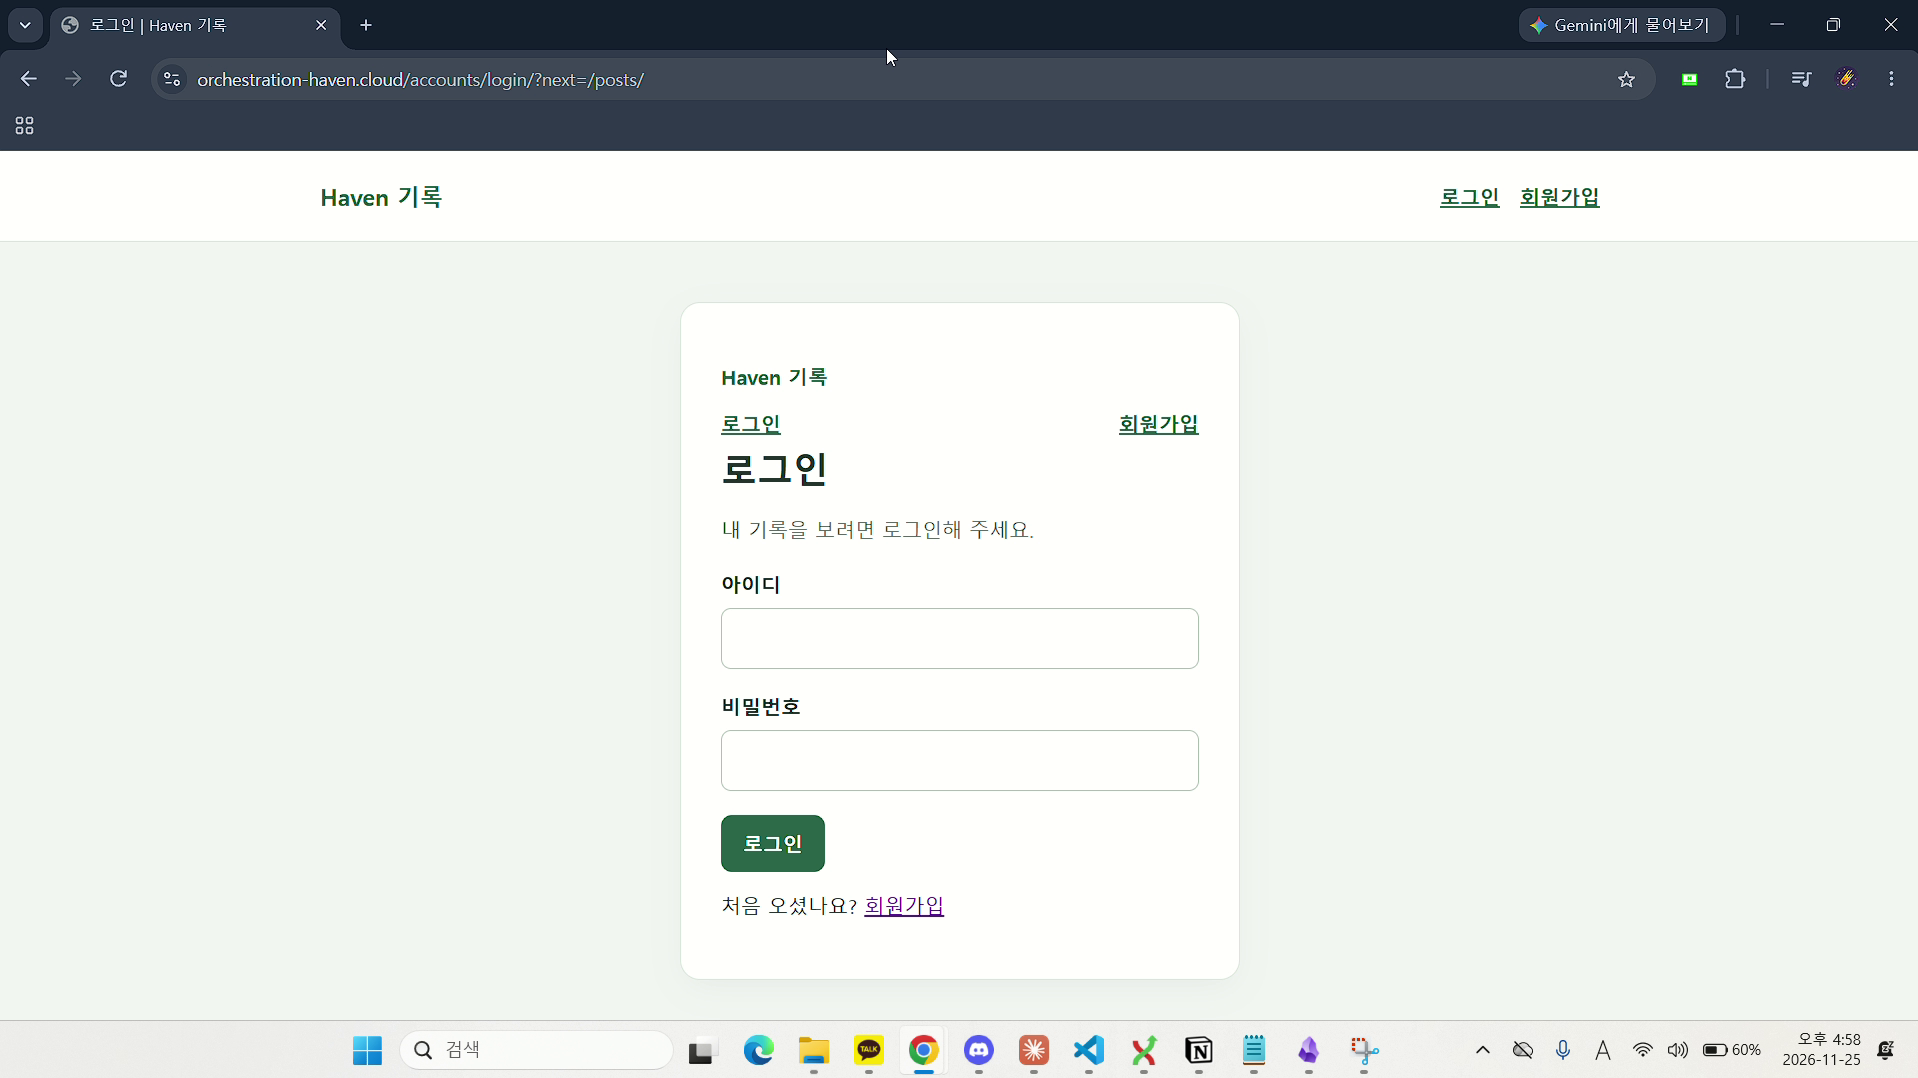 로그인 | Haven 기록
Gemini에게 물어보기
orchestration-haven.cloud/accounts/login/?next=/posts/
Haven 기록
로그인 회원가입
Haven 기록
로그인 회원가입
로그인
내 기록을 보려면 로그인해 주세요.
아이디
비밀번호
로그인
처음 오셨나요? 회원가입
검색
TALK
60%
오후 4:58
2026-11-25